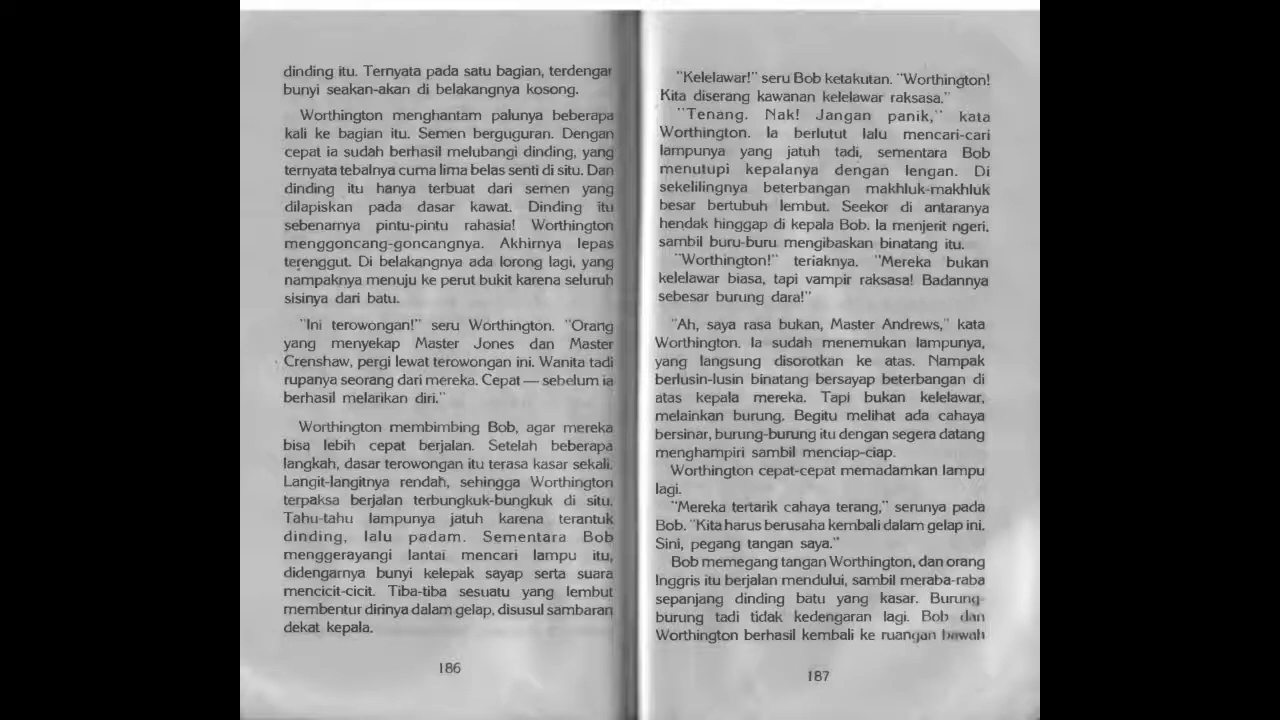 dinding itu. Ternyata pada satu bagian, terdengar
bunyi seakan-akan di belakangnya kosong.
Worthington menghantam palunya beberapa
kali ke bagian itu. Semen berguguran. Dengan
cepat ia sudah berhasil melubangi dinding, yang
ternyata tebalnya cuma lima belas senti di situ. Dan
dinding itu hanya terbuat dari semen yang
dilapiskan pada dasar kawat. Dinding itu
sebenarnya pintu-pintu rahasia! Worthington
menggoncang-goncangnya. Akhirnya lepas
terenggut. Di belakangnya ada lorong lagi, yang
nampaknya menuju ke perut bukit karena seluruh
sisinya dari batu.
"Ini terowongan!" seru Worthington. "Orang
yang menyekap Master Jones dan Master
Crenshaw, pergi lewat terowongan ini. Wanita tadi
rupanya seorang dari mereka. Cepat — sebelum ia
berhasil melarikan diri."
Worthington membimbing Bob, agar mereka
bisa lebih cepat berjalan. Setelah beberapa
langkah, dasar terowongan itu terasa kasar sekali.
Langit-langitnya rendah, sehingga Worthington
terpaksa berjalan terbungkuk-bungkuk di situ.
Tahu-tahu lampunya jatuh karena terantuk
dinding, lalu padam. Sementara Bob
menggerayangi lantai mencari lampu itu,
didengarnya bunyi kelepak sayap serta suara
mencicit-cicit. Tiba-tiba sesuatu yang lembut
membentur dirinya dalam gelap, disusul sambaran
dekat kepala.
186
"Kelelawar!" seru Bob ketakutan. "Worthington!
Kita diserang kawanan kelelawar raksasa."
"Tenang. Nak! Jangan panik," kata
Worthington. Ia berlutut lalu mencari-cari
lampunya yang jatuh tadi, sementara Bob
menutupi kepalanya dengan lengan. Di
sekelilingnya beterbangan makhluk-makhluk
besar bertubuh lembut. Seekor di antaranya
hendak hinggap di kepala Bob. Ia menjerit ngeri,
sambil buru-buru mengibaskan binatang itu.
"Worthington!" teriaknya. "Mereka bukan
kelelawar biasa, tapi vampir raksasa! Badannya
sebesar burung dara!"
"Ah, saya rasa bukan, Master Andrews," kata
Worthington. Ia sudah menemukan lampunya,
yang langsung disorotkan ke atas. Nampak
berlusin-lusin binatang bersayap beterbangan di
atas kepala mereka. Tapi bukan kelelawar,
melainkan burung. Begitu melihat ada cahaya
bersinar, burung-burung itu dengan segera datang
menghampiri sambil menciap-ciap.
Worthington cepat-cepat memadamkan lampu
lagi.
"Mereka tertarik cahaya terang," serunya pada
Bob. "Kita harus berusaha kembali dalam gelap ini.
Sini, pegang tangan saya."
Bob memegang tangan Worthington, dan orang
Inggris itu berjalan mendului, sambil meraba-raba
sepanjang dinding batu yang kasar. Burung-
burung tadi tidak kedengaran lagi. Bob dan
Worthington berhasil kembali ke ruangan bawah
187